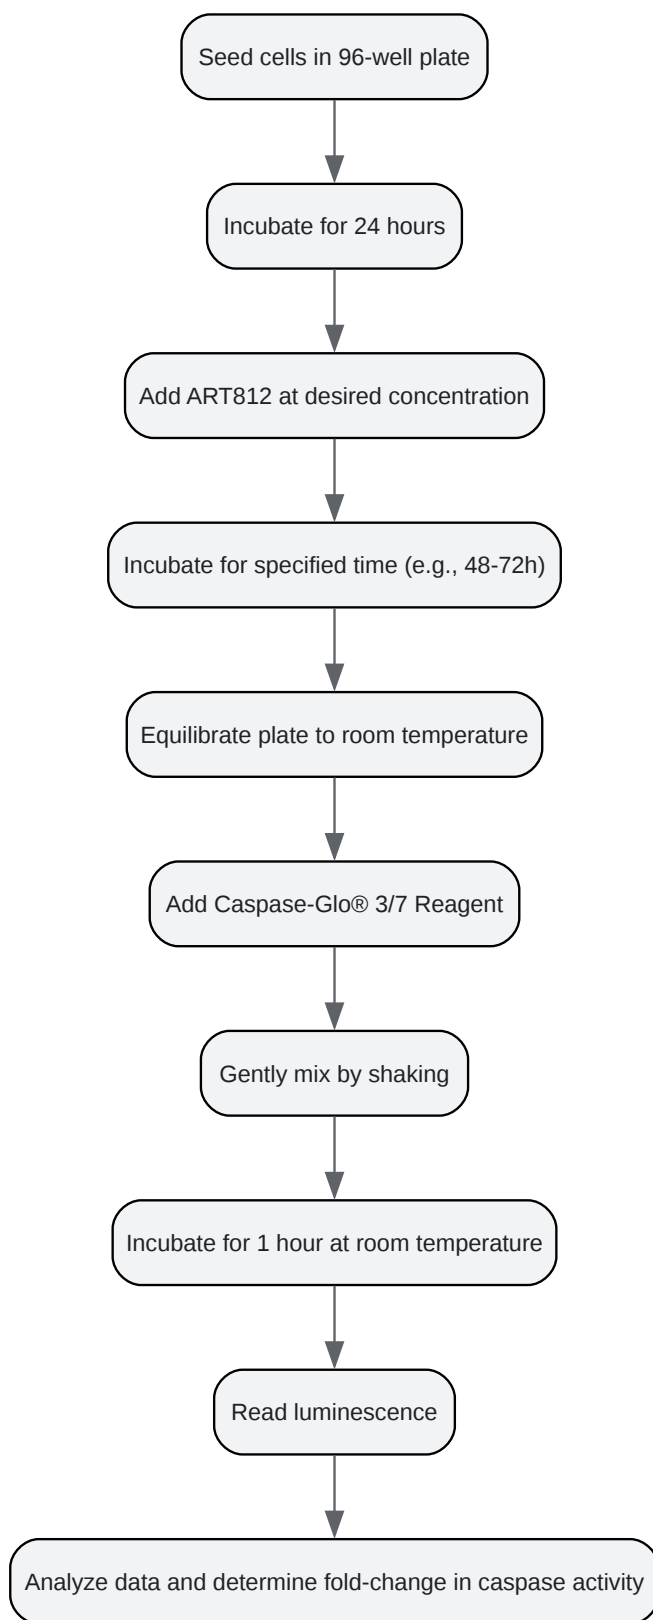 Seed cells in 96-well plate
Incubate for 24 hours
Add ART812 at desired concentration
Incubate for specified time (e.g., 48-72h)
Equilibrate plate to room temperature
Add Caspase-Glo® 3/7 Reagent
Gently mix by shaking
Incubate for 1 hour at room temperature
Read luminescence
Analyze data and determine fold-change in caspase activity